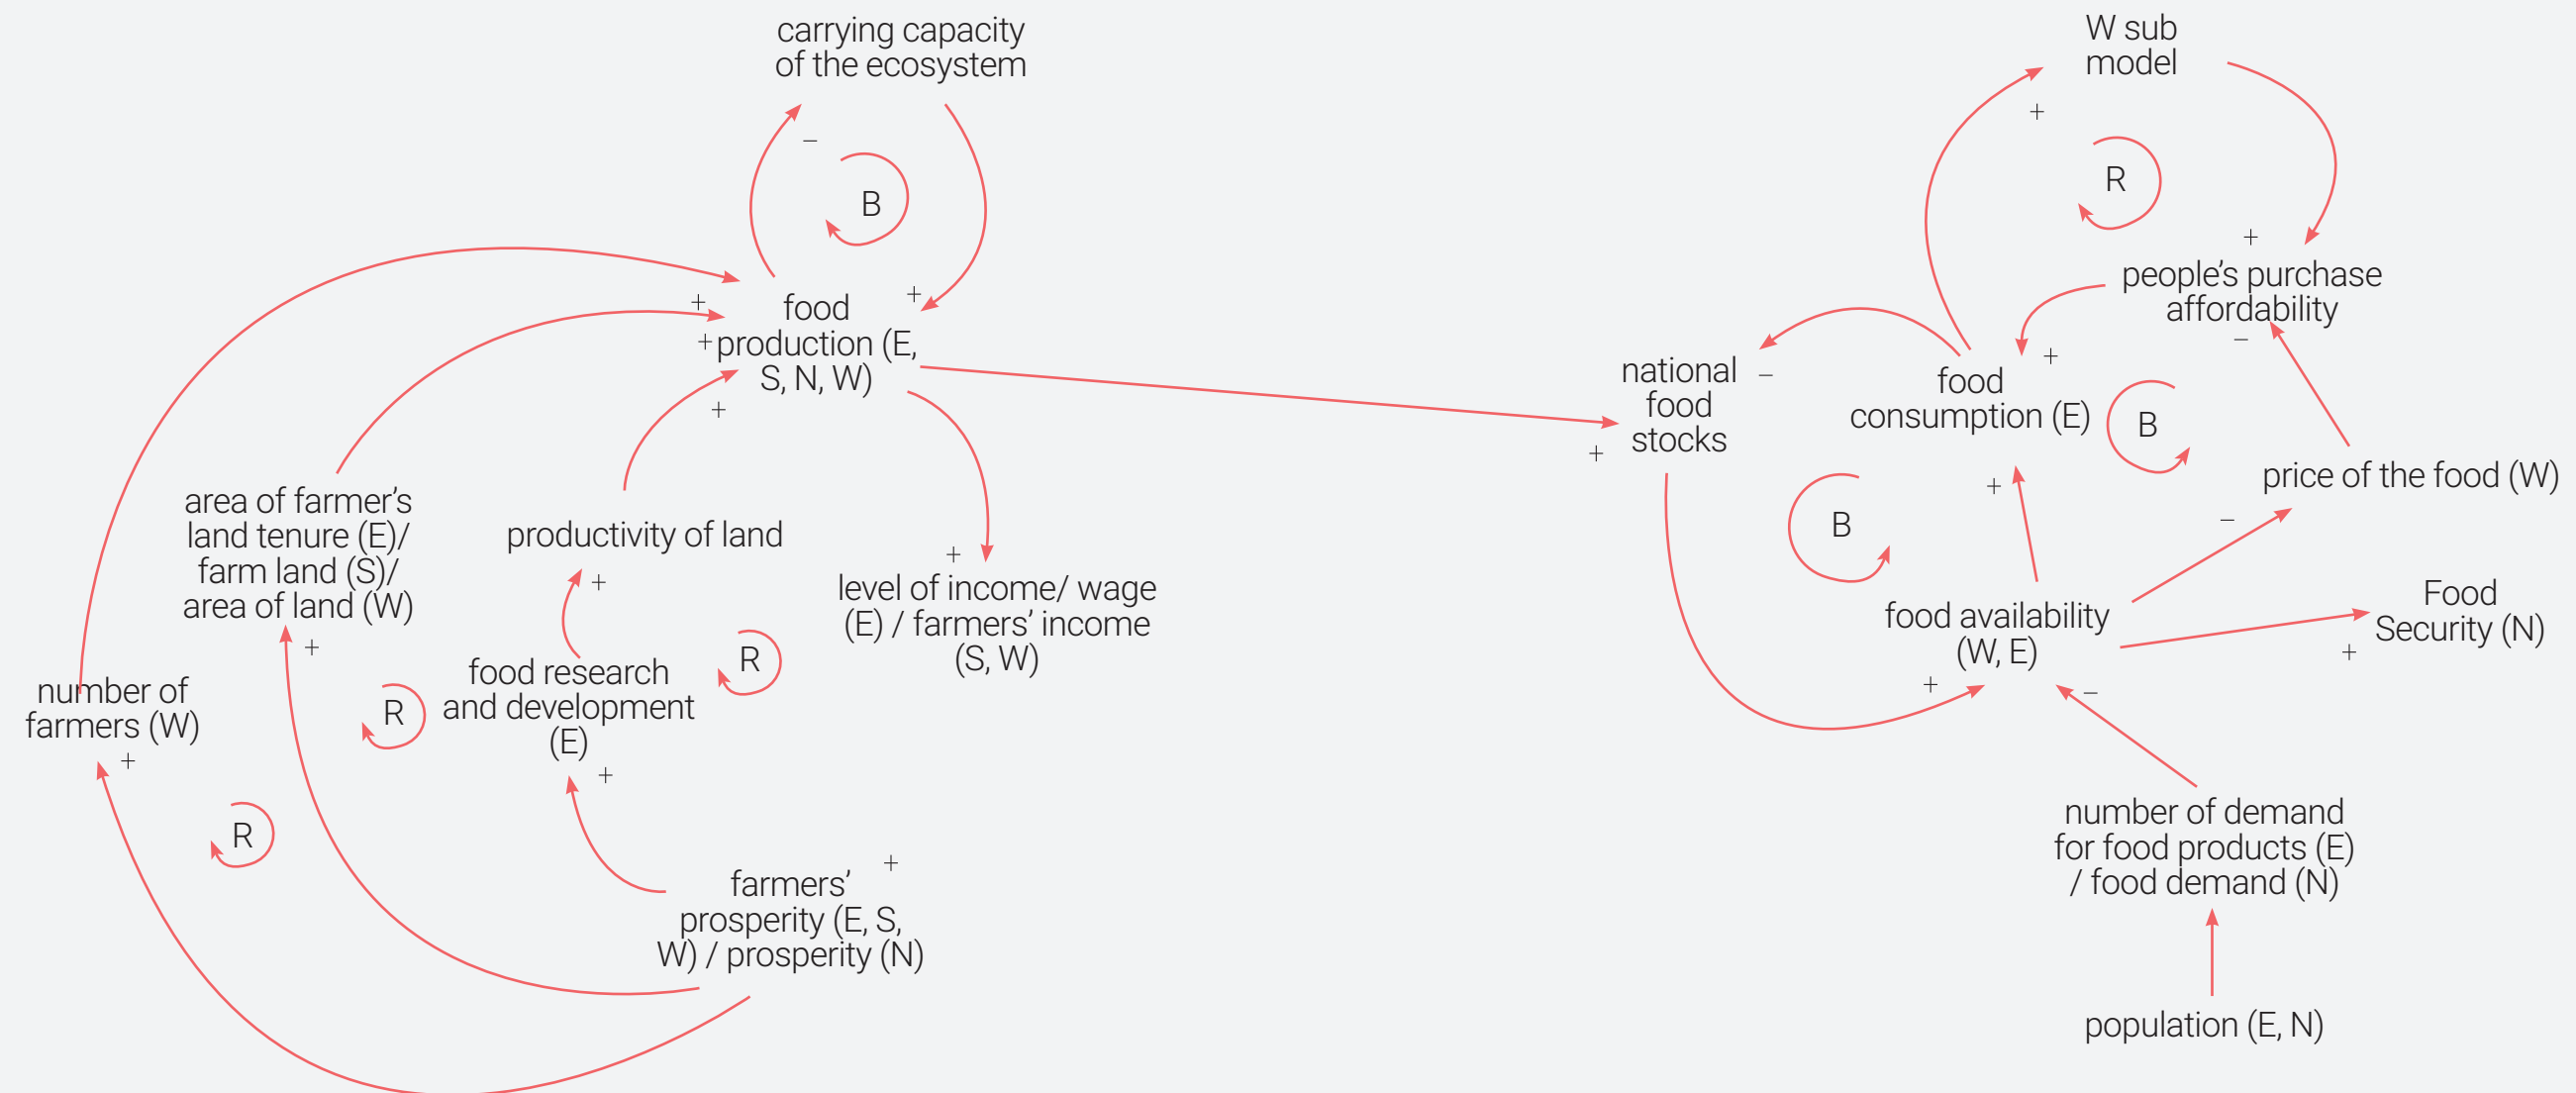 carrying capacity
of the ecosystem
–
B
+
+
food
+
production (E,
S, N, W)
+
area of farmer's
land tenure (E)/
farm land (S)/
area of land (W)
+
productivity of land
+
+
level of income/ wage
(E) / farmers' income
(S, W)
number of
farmers (W)
+
food research
and development
(E)
+
R
R
R
+
farmers'
prosperity (E, S,
W) / prosperity (N)
W sub
model
+
R
+
people's purchase
affordability
–
national
food
stocks
–
+
+
food
consumption (E)
B
+
B
price of the food (W)
–
food availability
(W, E)
+
Food
Security (N)
+
–
number of demand
for food products (E)
/ food demand (N)
population (E, N)